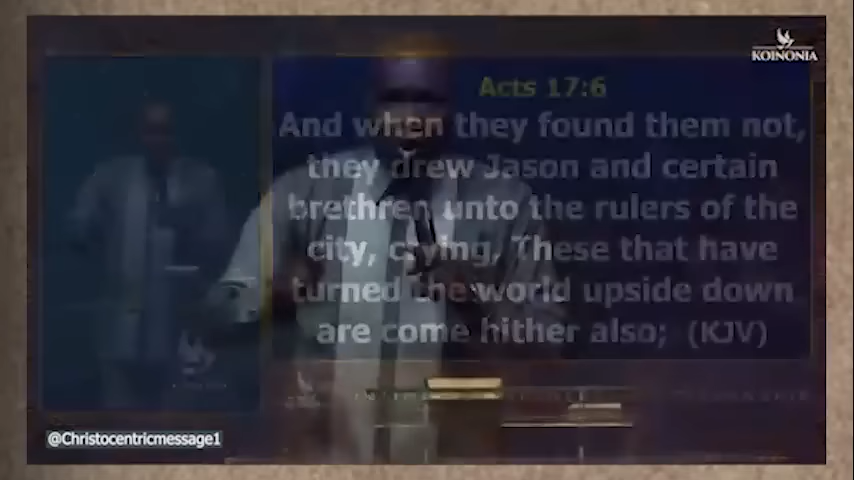 KOINONIA
Acts 17:6
And when they found them not,
they drew Jason and certain
brethren unto the rulers of the
city, crying, These that have
turned the world upside down
are come hither also; (KJV)
@Christocentricmessage1